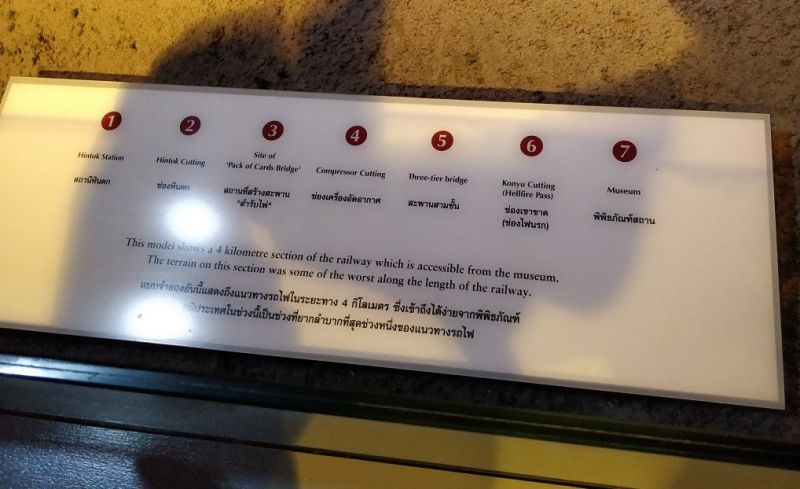 1 2 3 4 5 6 7
Hintok Station
สถานีหินตก
Hintok Cutting
ช่องหินตก
Site of
'Pack of Cards Bridge'
สถานที่สร้างสะพาน
"สำรับไพ่"
Compressor Cutting
ช่องเครื่องอัดอากาศ
Three-tier bridge
สะพานสามชั้น
Konyu Cutting
(Hellfire Pass)
ช่องเขาขาด
(ช่องไฟนรก)
Museum
พิพิธภัณฑ์สถาน
This model shows a 4 kilometre section of the railway which is accessible from the museum.
The terrain on this section was some of the worst along the length of the railway.
แบบจำลองอันนี้แสดงถึงแนวทางรถไฟในระยะทาง 4 กิโลเมตร ซึ่งเข้าถึงได้ง่ายจากพิพิธภัณฑ์
ภูมิประเทศในช่วงนี้เป็นช่วงที่ยากลำบากที่สุดช่วงหนึ่งของแนวทางรถไฟ